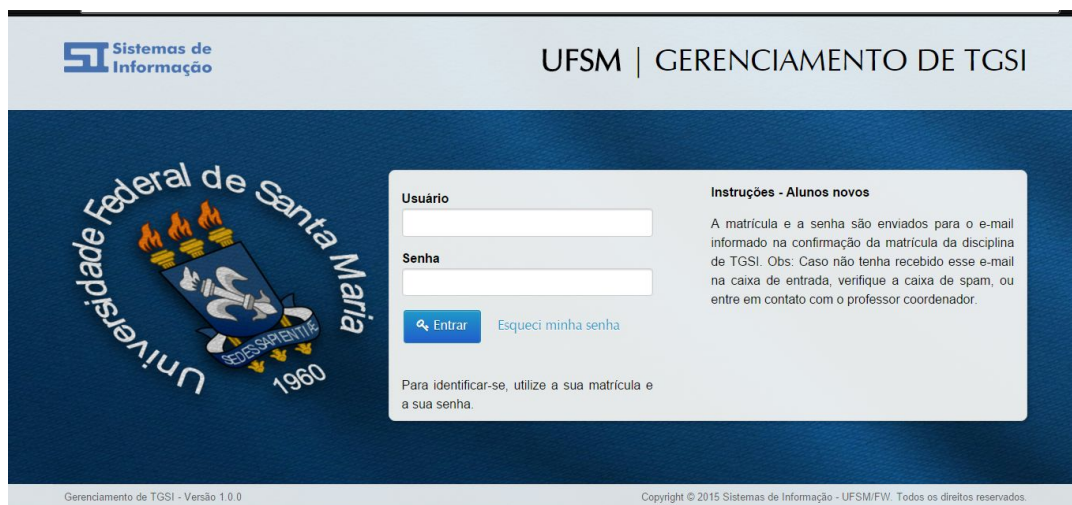 Sistemas de
Informação
UFSM | GERENCIAMENTO DE TGSI
Universidade Federal de Santa Maria
SEDES SAPIENTIÆ
1960
Usuário
Senha
Entrar Esqueci minha senha
Para identificar-se, utilize a sua matrícula e
a sua senha.
Instruções - Alunos novos
A matrícula e a senha são enviados para o e-mail
informado na confirmação da matrícula da disciplina
de TGSI. Obs: Caso não tenha recebido esse e-mail
na caixa de entrada, verifique a caixa de spam, ou
entre em contato com o professor coordenador.
Gerenciamento de TGSI - Versão 1.0.0
Copyright © 2015 Sistemas de Informação - UFSM/FW. Todos os direitos reservados.